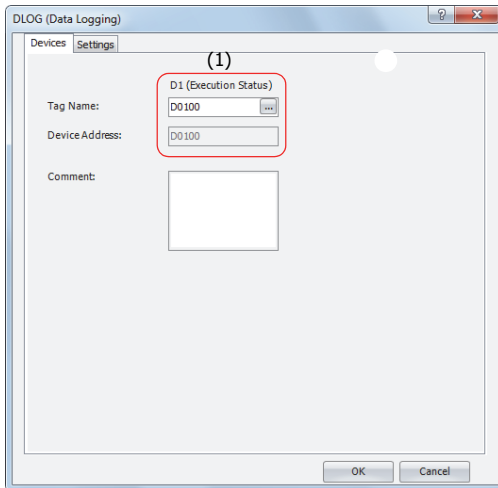 DLOG (Data Logging)
Devices Settings
(1)
D1 (Execution Status)
Tag Name: D0100 ...
Device Address: D0100
Comment:
OK Cancel